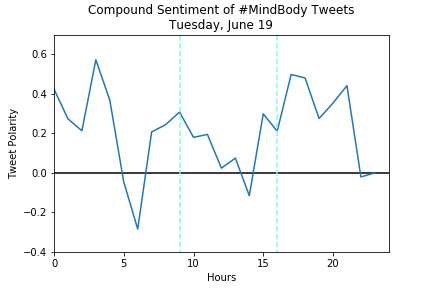 Compound Sentiment of #MindBody Tweets
Tuesday, June 19
Tweet Polarity
0.6
0.4
0.2
0.0
−0.2
−0.4
0 5 10 15 20
Hours